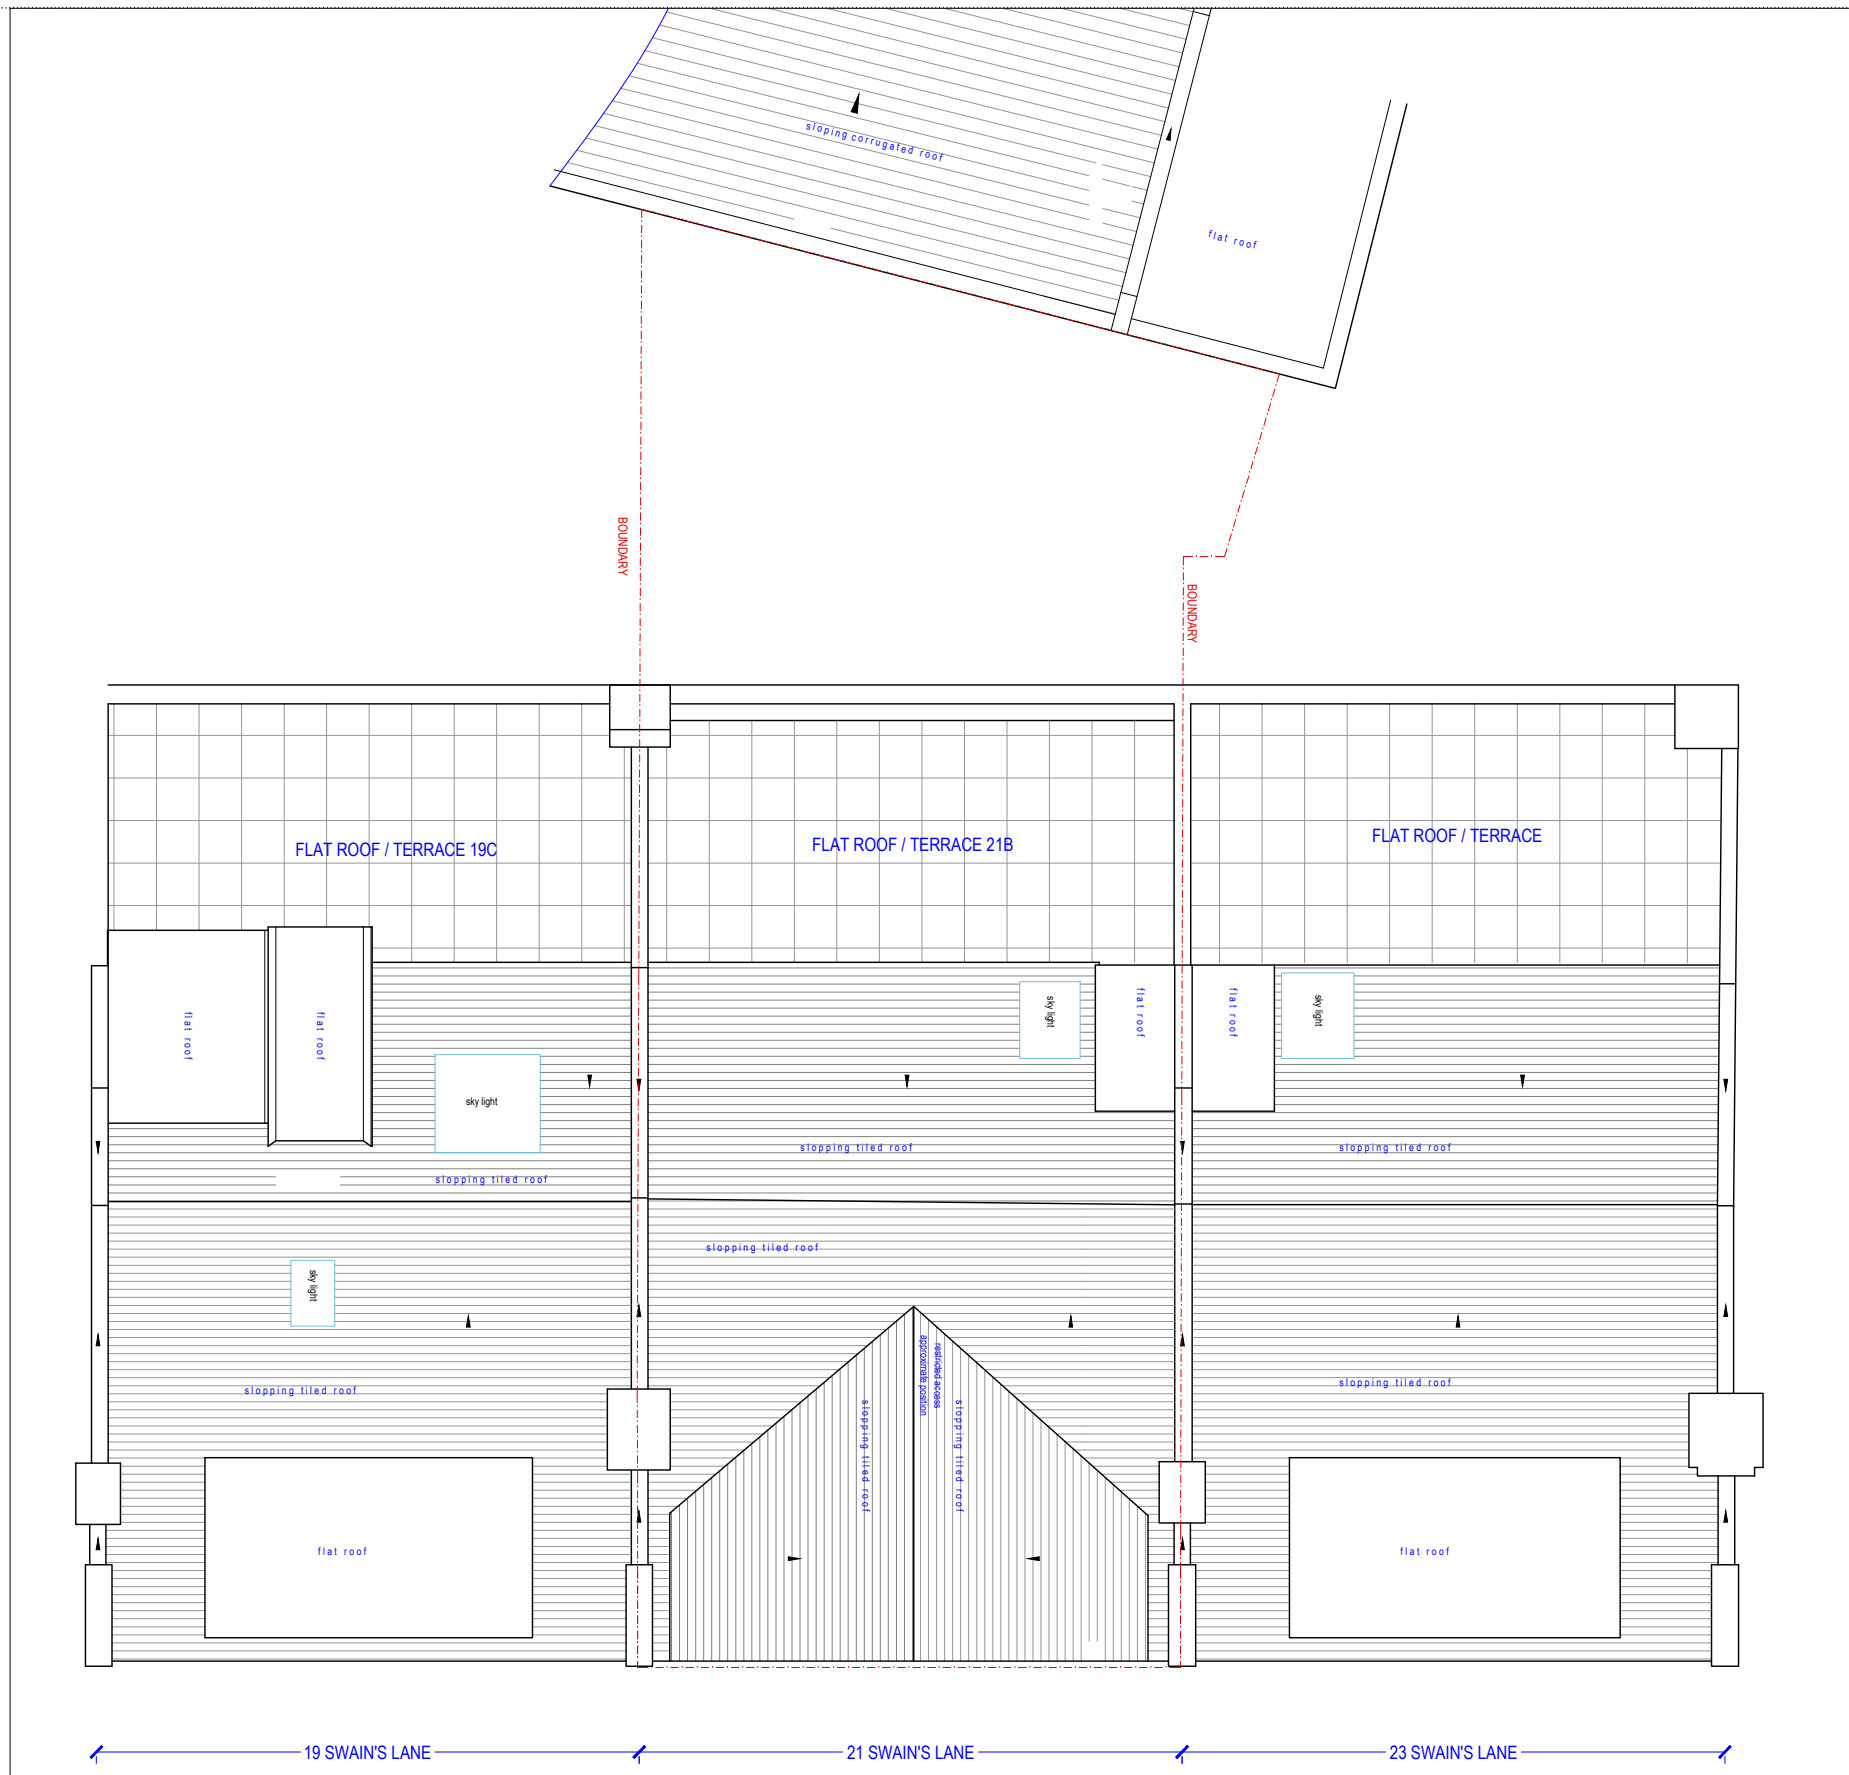 sloping corrugated roof
flat roof
BOUNDARY
BOUNDARY
FLAT ROOF / TERRACE 19C
FLAT ROOF / TERRACE 21B
FLAT ROOF / TERRACE
flat roof
flat roof
sky light
sky light
flat roof
flat roof
sky light
slopping tiled roof
slopping tiled roof
slopping tiled roof
slopping tiled roof
sky light
slopping tiled roof
slopping tiled roof
restricted access
approximate position
slopping tiled roof
slopping tiled roof
flat roof
flat roof
19 SWAIN'S LANE
21 SWAIN'S LANE
23 SWAIN'S LANE